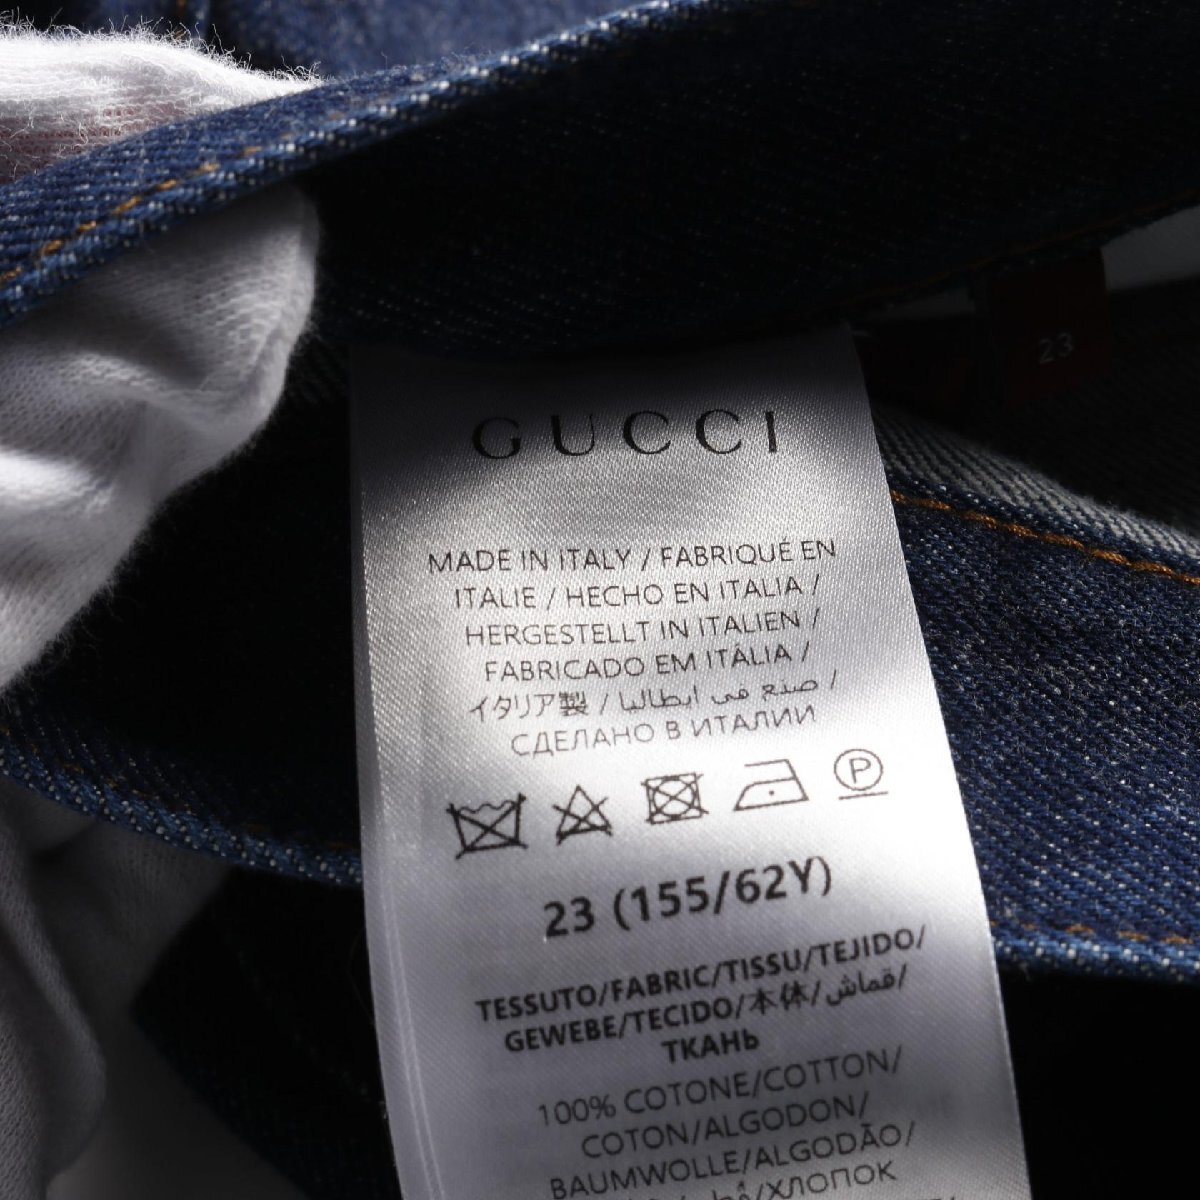 23
GUCCI
MADE IN ITALY / FABRIQUÉ EN
ITALIE / HECHO EN ITALIA /
HERGESTELLT IN ITALIEN /
FABRICADO EM ITÀLIA /
イタリア製 / صنع في ايطاليا /
СДЕЛАНО В ИТАЛИИ
P
23 (155/62Y)
TESSUTO/FABRIC/TISSU/TEJIDO/
GEWEBE/TECIDO/本体/قماش/
ТКАНЬ
100% COTONE/COTTON/
COTON/ALGODON/
BAUMWOLLE/ALGODÃO/
/ХЛОПОК